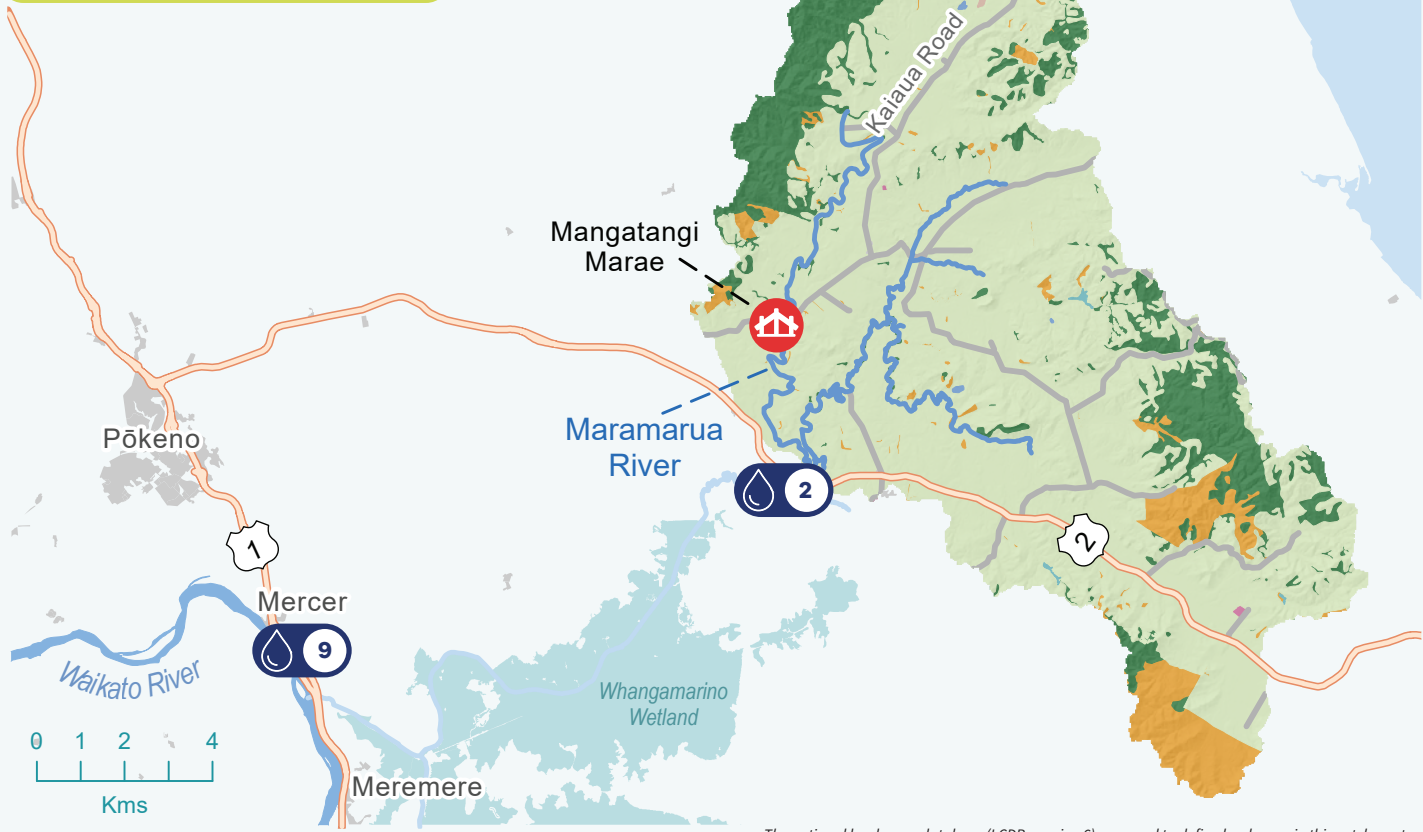 Kaiaua Road
Mangatangi
Marae
Maramarua
River
Pōkeno
2
1
2
Mercer
9
Waikato River
Whangamarino
Wetland
0 1 2 4
Kms
Meremere